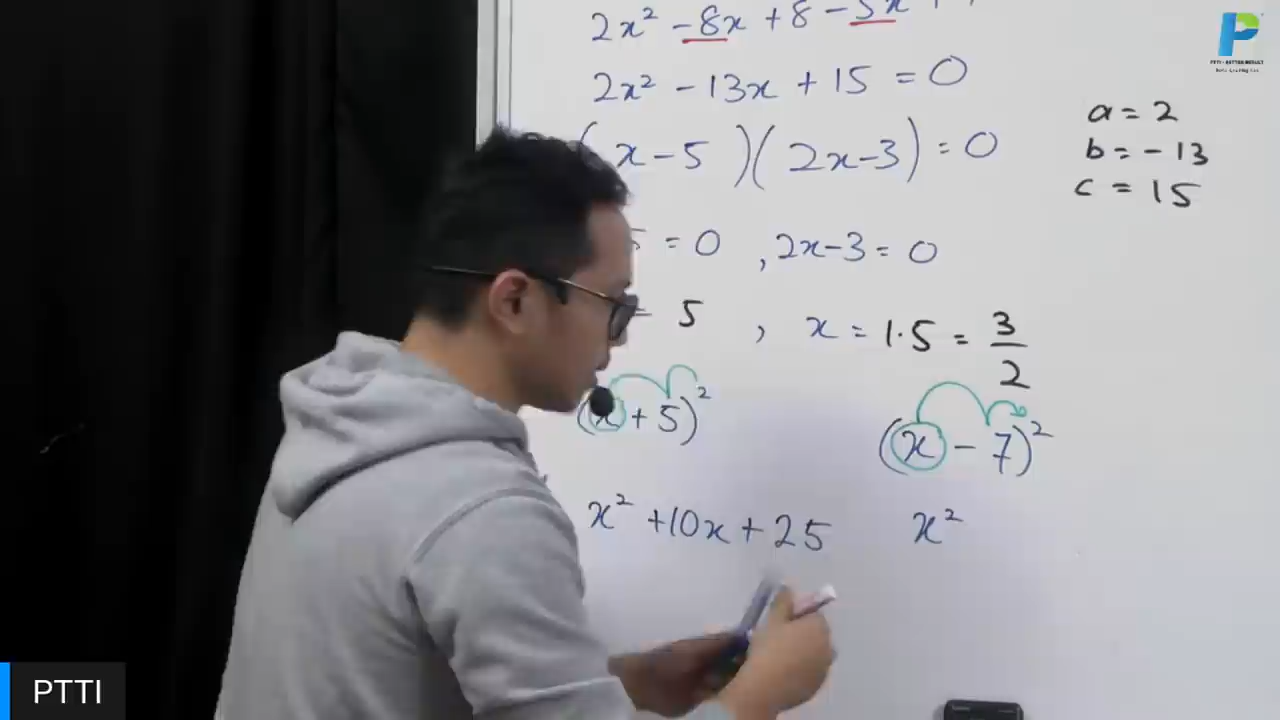 2x² - 8x + 8 - 5x
2x² - 13x + 15 = 0
(x - 5)(2x - 3) = 0
a = 2
b = - 13
c = 15
5 = 0 , 2x - 3 = 0
= 5 , x = 1.5 = 3/2
(x + 5)²
(x - 7)²
x² + 10x + 25
x²
PTTI